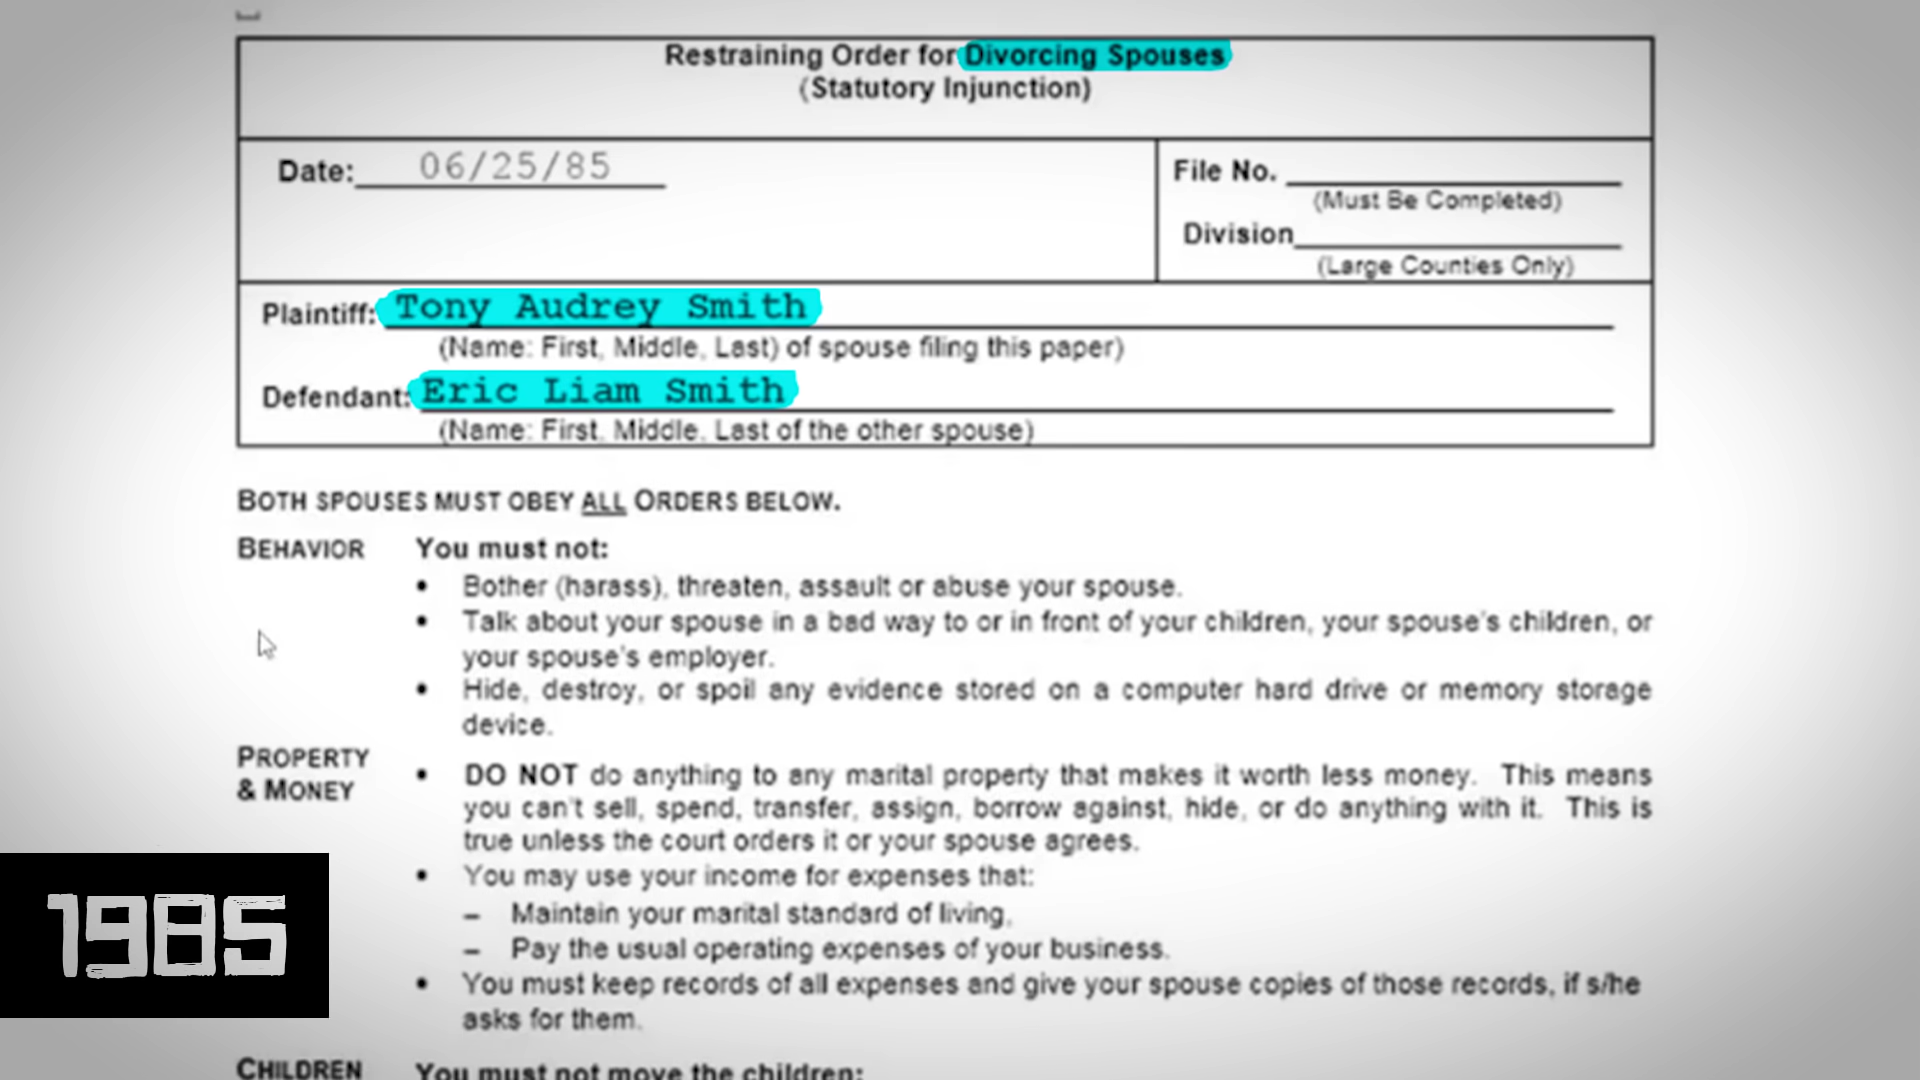 Restraining Order for Divorcing Spouses
(Statutory Injunction)
Date: 06/25/85
File No.
(Must Be Completed)
Division
(Large Counties Only)
Plaintiff: Tony Audrey Smith
(Name: First, Middle, Last) of spouse filing this paper)
Defendant: Eric Liam Smith
(Name: First, Middle, Last of the other spouse)
BOTH SPOUSES MUST OBEY ALL ORDERS BELOW.
BEHAVIOR You must not:
• Bother (harass), threaten, assault or abuse your spouse.
• Talk about your spouse in a bad way to or in front of your children, your spouse's children, or
your spouse's employer.
• Hide, destroy, or spoil any evidence stored on a computer hard drive or memory storage
device.
PROPERTY
& MONEY
• DO NOT do anything to any marital property that makes it worth less money. This means
you can't sell, spend, transfer, assign, borrow against, hide, or do anything with it. This is
true unless the court orders it or your spouse agrees.
• You may use your income for expenses that:
– Maintain your marital standard of living,
– Pay the usual operating expenses of your business.
• You must keep records of all expenses and give your spouse copies of those records, if s/he
asks for them.
CHILDREN You must not move the children:
1985